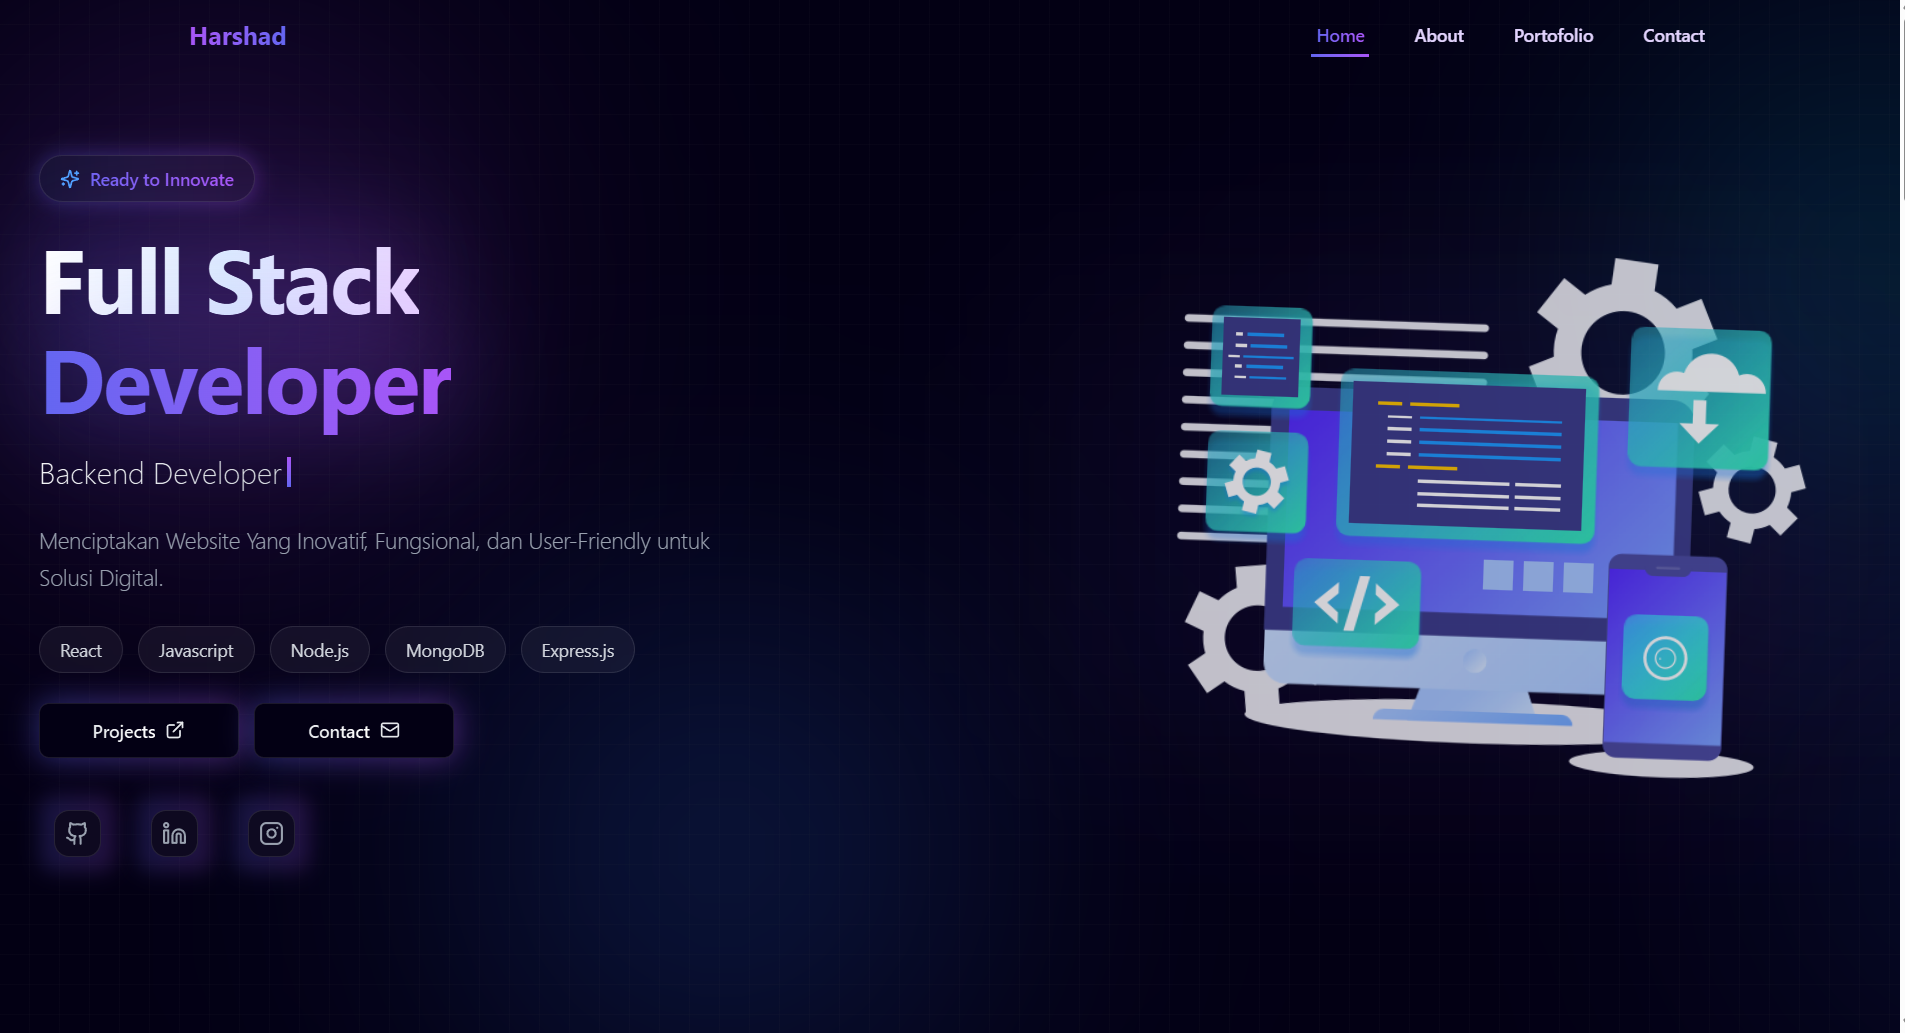 Harshad
Home About Portofolio Contact
Ready to Innovate
Full Stack
Developer
Backend Developer
Menciptakan Website Yang Inovatif, Fungsional, dan User-Friendly untuk
Solusi Digital.
React Javascript Node.js MongoDB Express.js
Projects Contact
</>